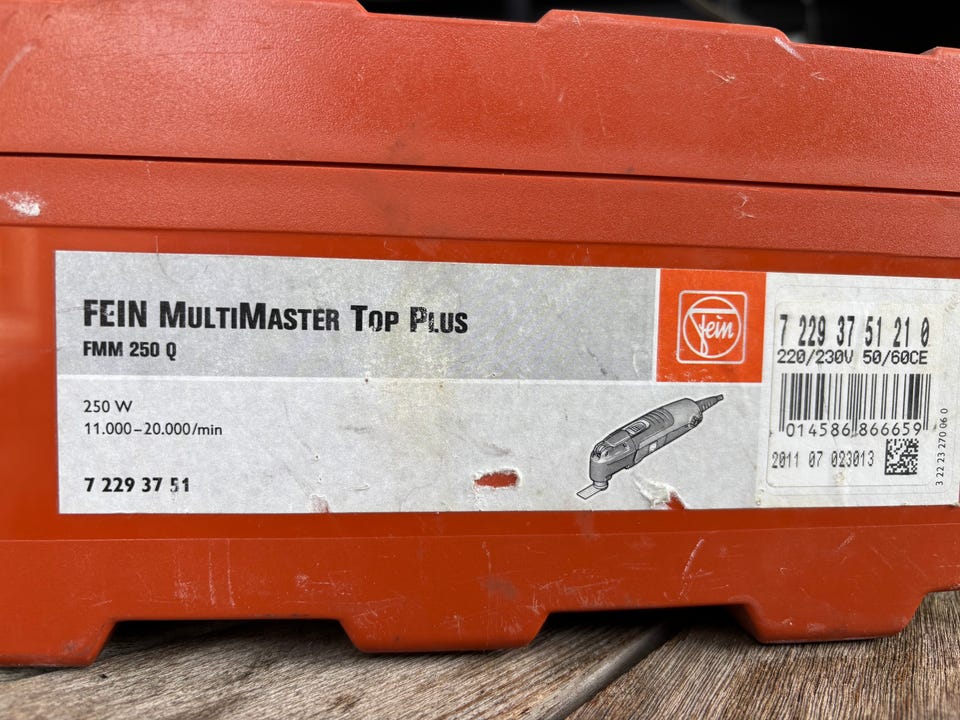 FEIN MULTIMASTER TOP PLUS
FMM 250 Q
250 W
11.000–20.000/min
7 229 37 51
Fein
7 229 37 51 21 0
220/230V 50/60CE
014586 866659
2011 07 023013
3 22 23 270 06 0